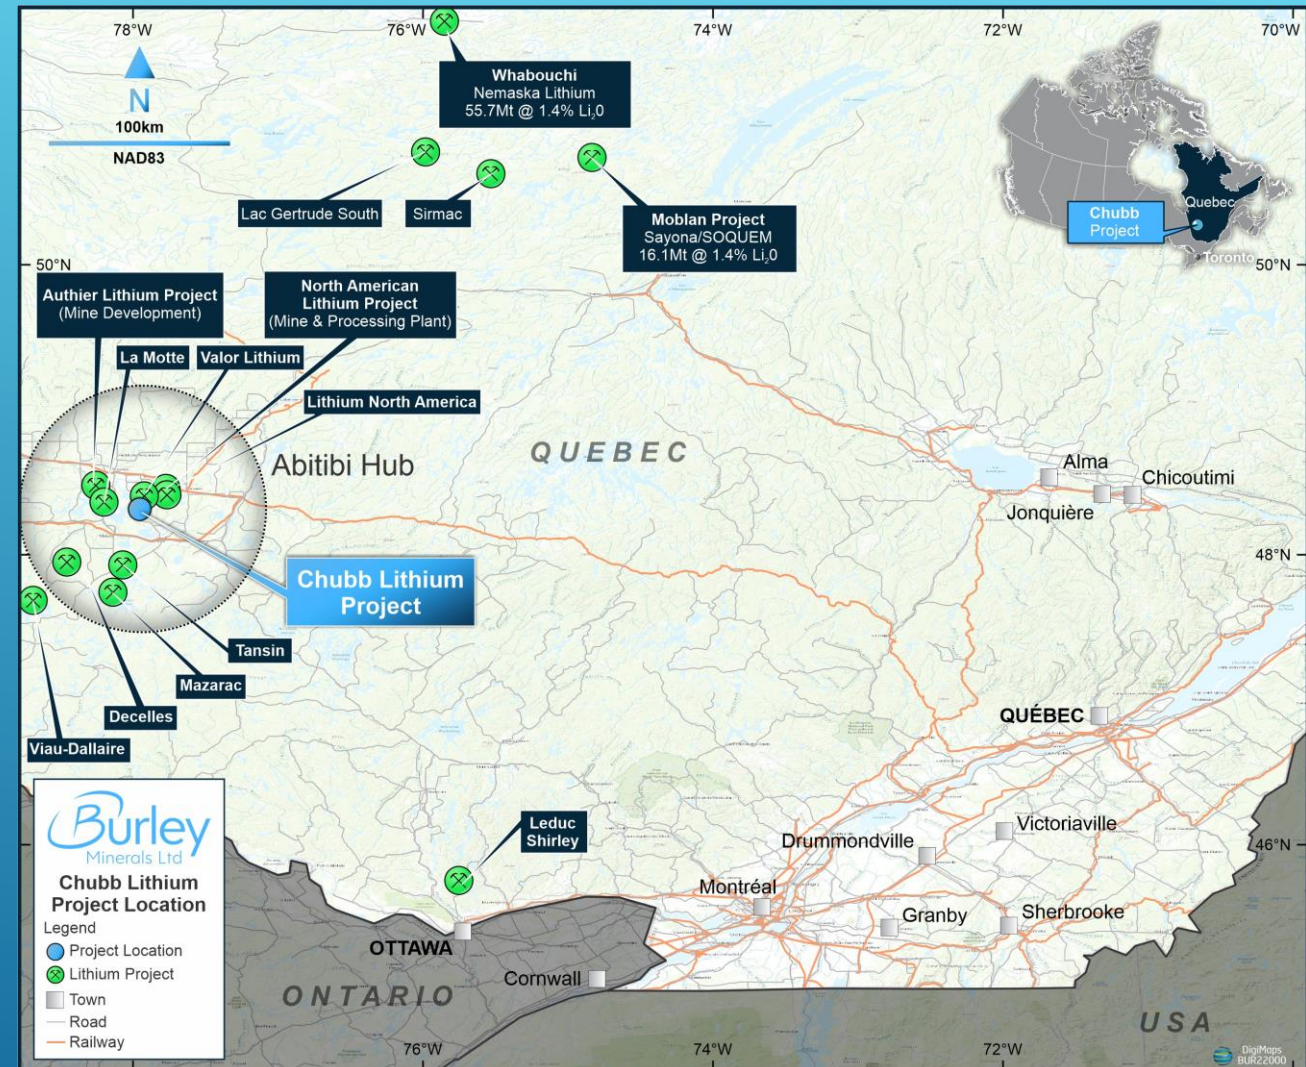 78°W
76°W
74°W
72°W
70°W
N
100km
NAD83
Whabouchi
Nemaska Lithium
55.7Mt @ 1.4% Li₂0
Lac Gertrude South
Sirmac
Moblan Project
Sayona/SOQUEM
16.1Mt @ 1.4% Li₂0
Quebec
Chubb
Project
Toronto
50°N
50°N
Authier Lithium Project
(Mine Development)
North American
Lithium Project
(Mine & Processing Plant)
La Motte
Valor Lithium
Lithium North America
QUEBEC
Abitibi Hub
Alma
Chicoutimi
Jonquière
48°N
Chubb Lithium
Project
Tansin
Mazarac
Decelles
Viau-Dallaire
QUÉBEC
Burley
Minerals Ltd
Chubb Lithium
Project Location
Legend
Project Location
Lithium Project
Town
Road
Railway
Leduc
Shirley
Drummondville
Victoriaville
46°N
Montréal
Granby
Sherbrooke
OTTAWA
Cornwall
ONTARIO
USA
76°W
74°W
72°W
DigiMaps
BUR22000